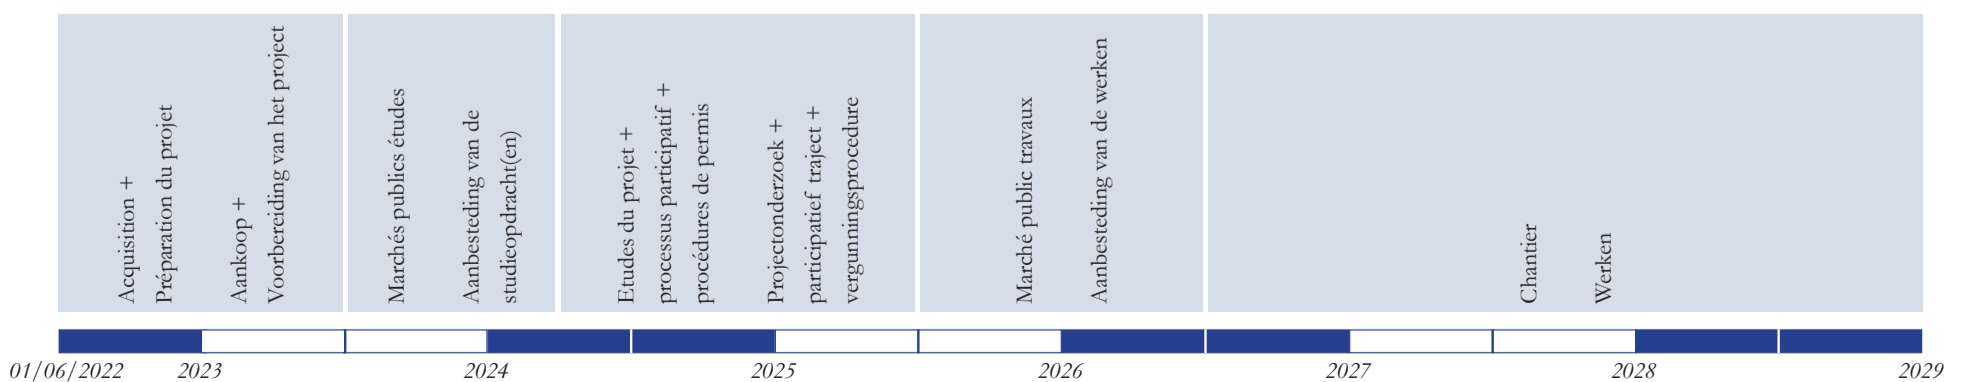 Acquisition +
Préparation du projet
Aankoop +
Voorbereiding van het project
Marchés publics études
Aanbesteding van de
studieopdracht(en)
Etudes du projet +
processus participatif +
procédures de permis
Projectonderzoek +
participatief traject +
vergunningsprocedure
Marché public travaux
Aanbesteding van de werken
Chantier
Werken
01/06/2022
2023
2024
2025
2026
2027
2028
2029